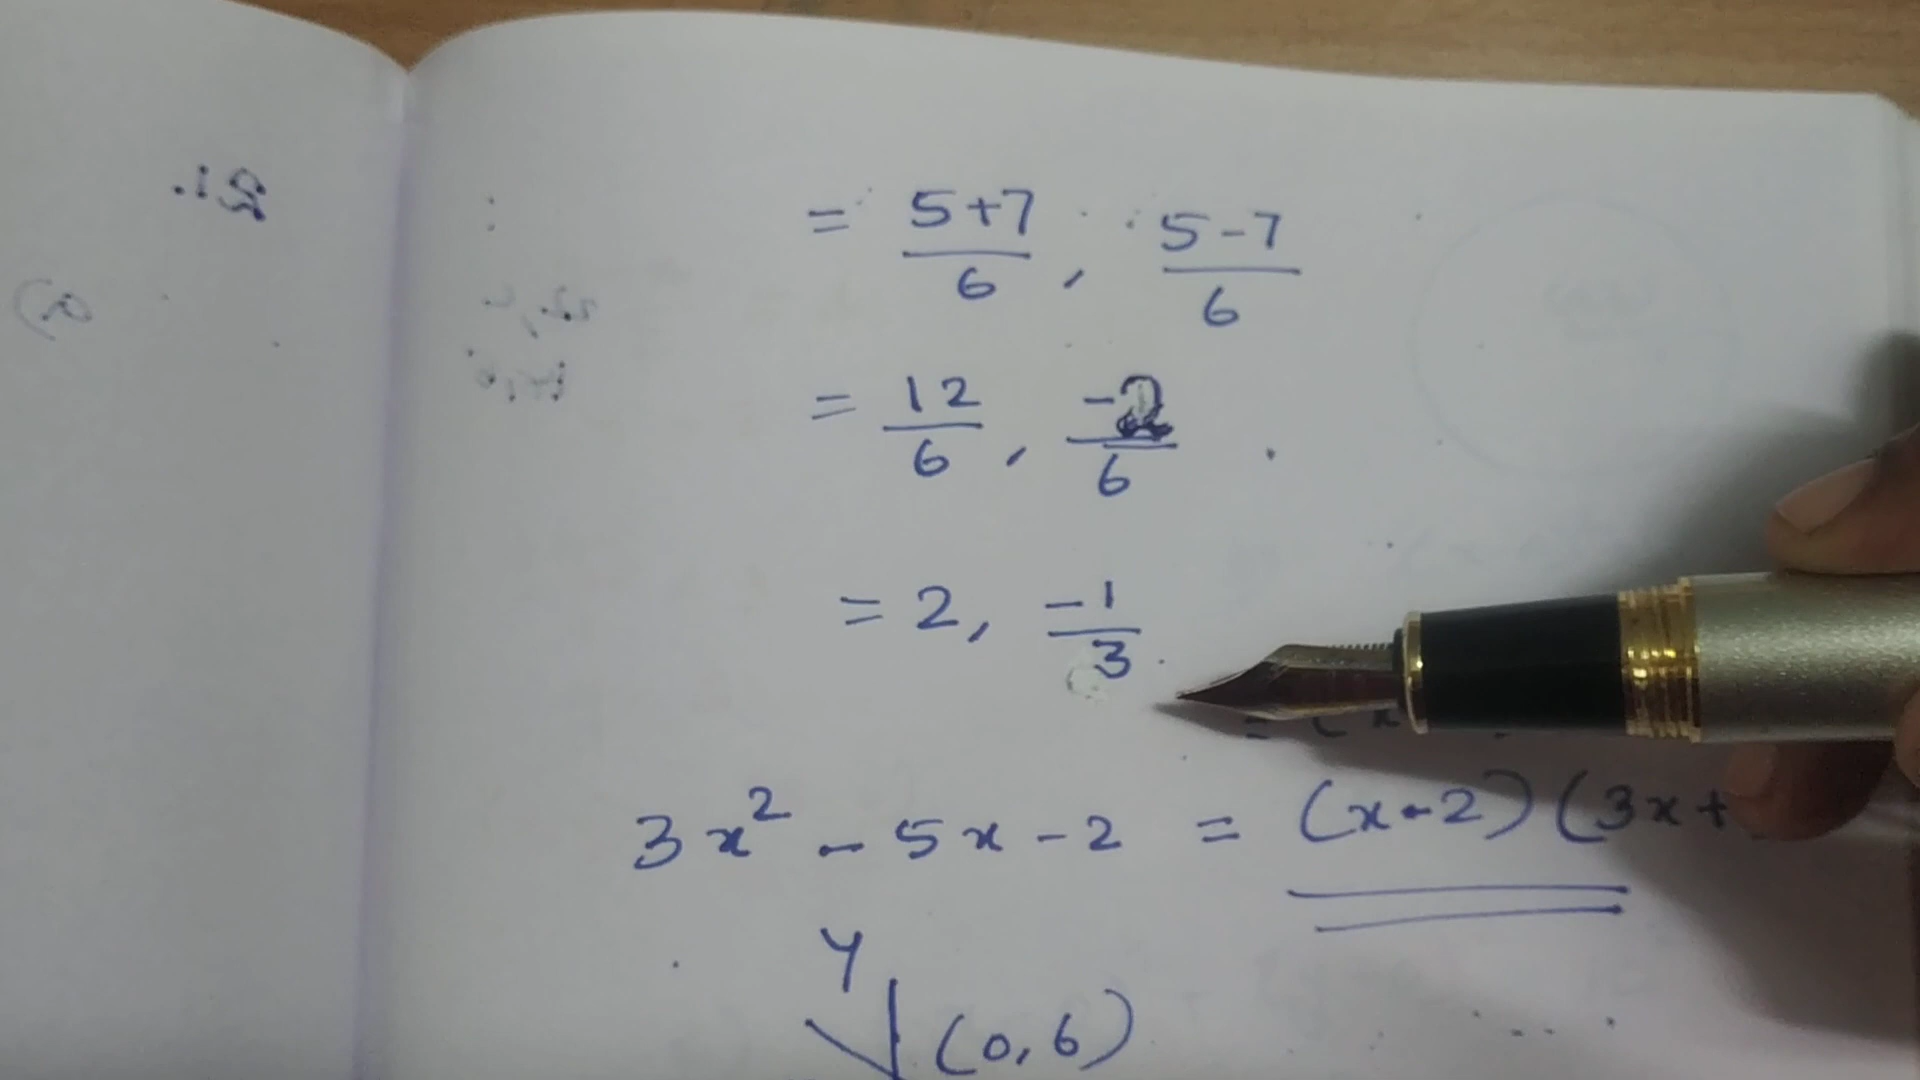 = 5+7/6 , 5-7/6
= 12/6 , -2/6
= 2, -1/3
= (x
3x² - 5x - 2 = (x-2)(3x+
Y
(0,6)